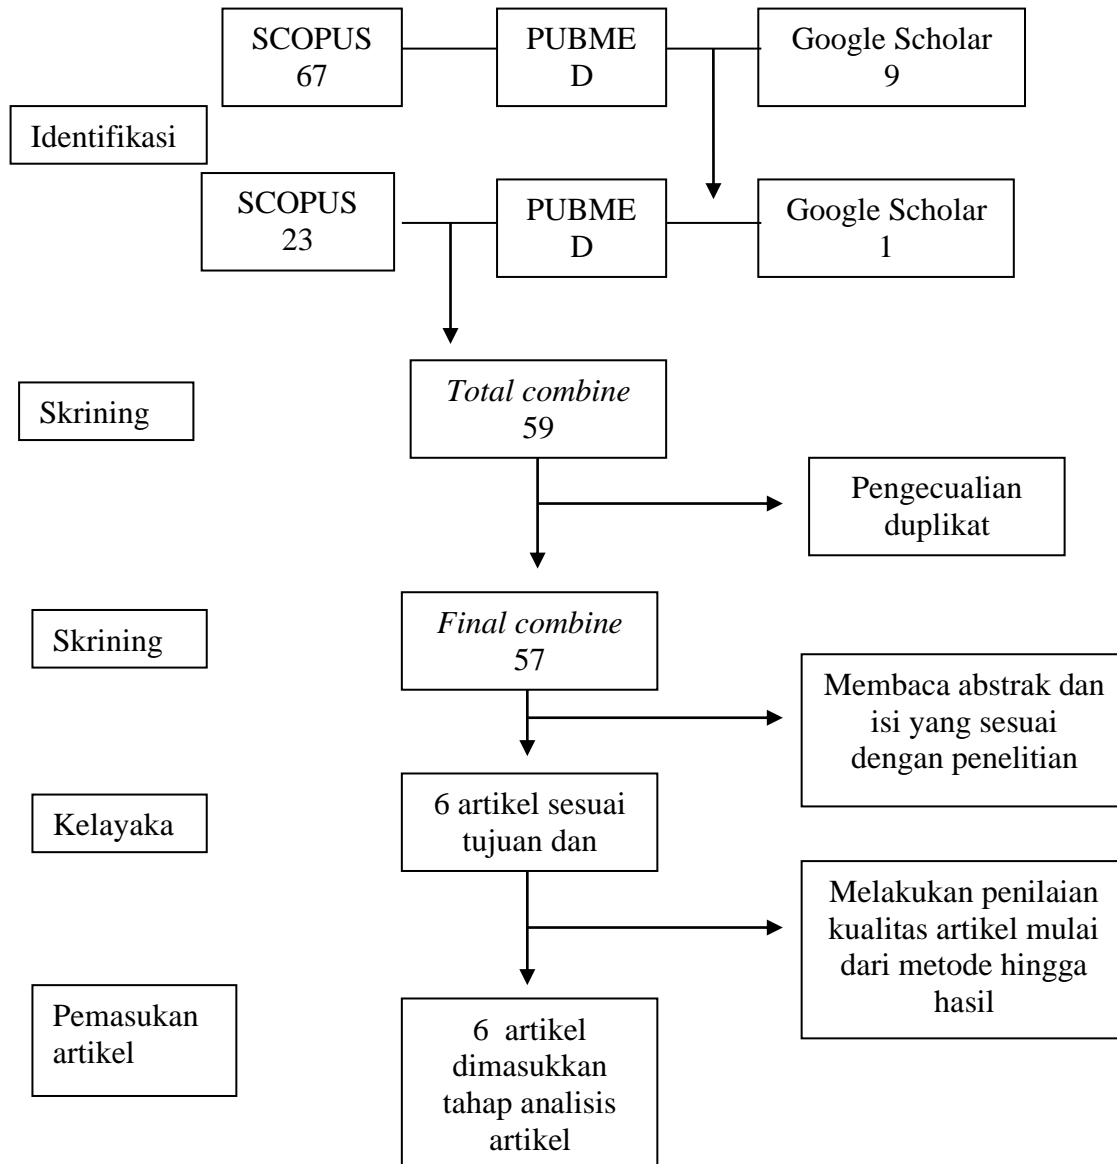 SCOPUS
67
PUBME
D
Google Scholar
9
Identifikasi
SCOPUS
23
PUBME
D
Google Scholar
1
Total combine
59
Skrining
Pengecualian
duplikat
Final combine
57
Skrining
Membaca abstrak dan
isi yang sesuai
dengan penelitian
6 artikel sesuai
tujuan dan
Kelayaka
Melakukan penilaian
kualitas artikel mulai
dari metode hingga
hasil
Pemasukan
artikel
6 artikel
dimasukkan
tahap analisis
artikel